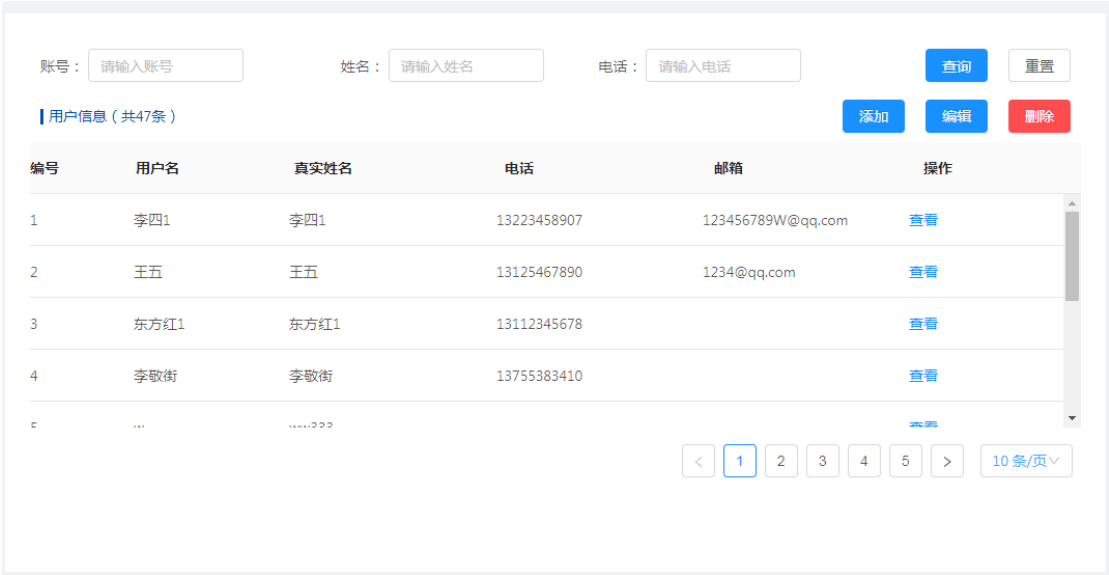 账号： 请输入账号 姓名： 请输入姓名 电话： 请输入电话 查询 重置
用户信息（共47条） 添加 编辑 删除
编号 用户名 真实姓名 电话 邮箱 操作
1 李四1 李四1 13223458907 123456789W@qq.com 查看
2 王五 王五 13125467890 1234@qq.com 查看
3 东方红1 东方红1 13112345678 查看
4 李敬街 李敬街 13755383410 查看
查看
< 1 2 3 4 5 > 10 条/页